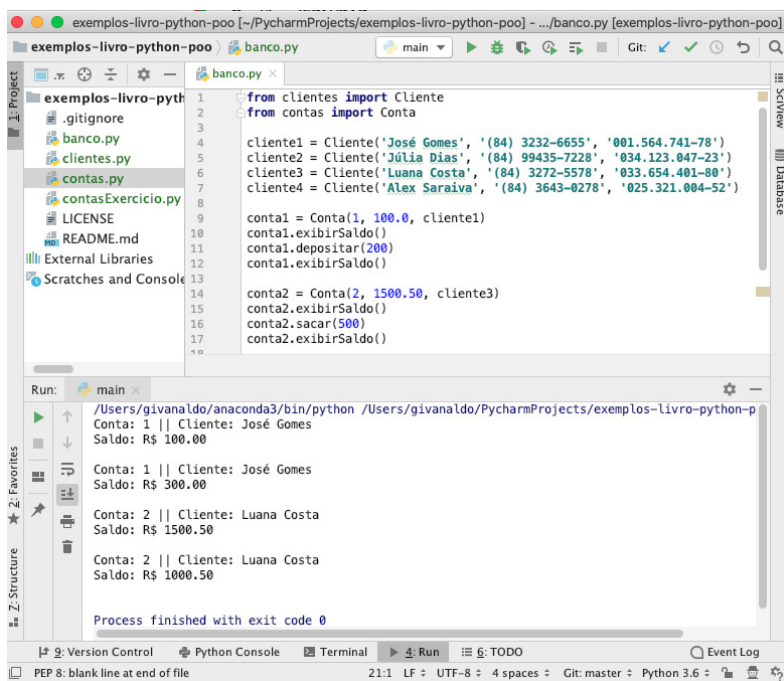 exemplos-livro-python-poo [~/PycharmProjects/exemplos-livro-python-poo] - .../banco.py [exemplos-livro-python-poo]
exemplos-livro-python-poo banco.py main Git:
1: Project
exemplos-livro-pyth
.gitignore
banco.py
clientes.py
contas.py
contasExercicio.py
LICENSE
README.md
External Libraries
Scratches and Console
banco.py
1 from clientes import Cliente
2 from contas import Conta
3
4 cliente1 = Cliente('José Gomes', '(84) 3232-6655', '001.564.741-78')
5 cliente2 = Cliente('Júlia Dias', '(84) 99435-7228', '034.123.047-23')
6 cliente3 = Cliente('Luana Costa', '(84) 3272-5578', '033.654.401-80')
7 cliente4 = Cliente('Alex Saraiva', '(84) 3643-0278', '025.321.004-52')
8
9 conta1 = Conta(1, 100.0, cliente1)
10 conta1.exibirSaldo()
11 conta1.depositar(200)
12 conta1.exibirSaldo()
13
14 conta2 = Conta(2, 1500.50, cliente3)
15 conta2.exibirSaldo()
16 conta2.sacar(500)
17 conta2.exibirSaldo()
SciView
Database
Run: main
/Users/givanaldo/anaconda3/bin/python /Users/givanaldo/PycharmProjects/exemplos-livro-python-p
Conta: 1 || Cliente: José Gomes
Saldo: R$ 100.00
Conta: 1 || Cliente: José Gomes
Saldo: R$ 300.00
Conta: 2 || Cliente: Luana Costa
Saldo: R$ 1500.50
Conta: 2 || Cliente: Luana Costa
Saldo: R$ 1000.50
Process finished with exit code 0
2: Favorites
Z: Structure
9: Version Control Python Console Terminal 4: Run 6: TODO Event Log
PEP 8: blank line at end of file 21:1 LF UTF-8 4 spaces Git: master Python 3.6